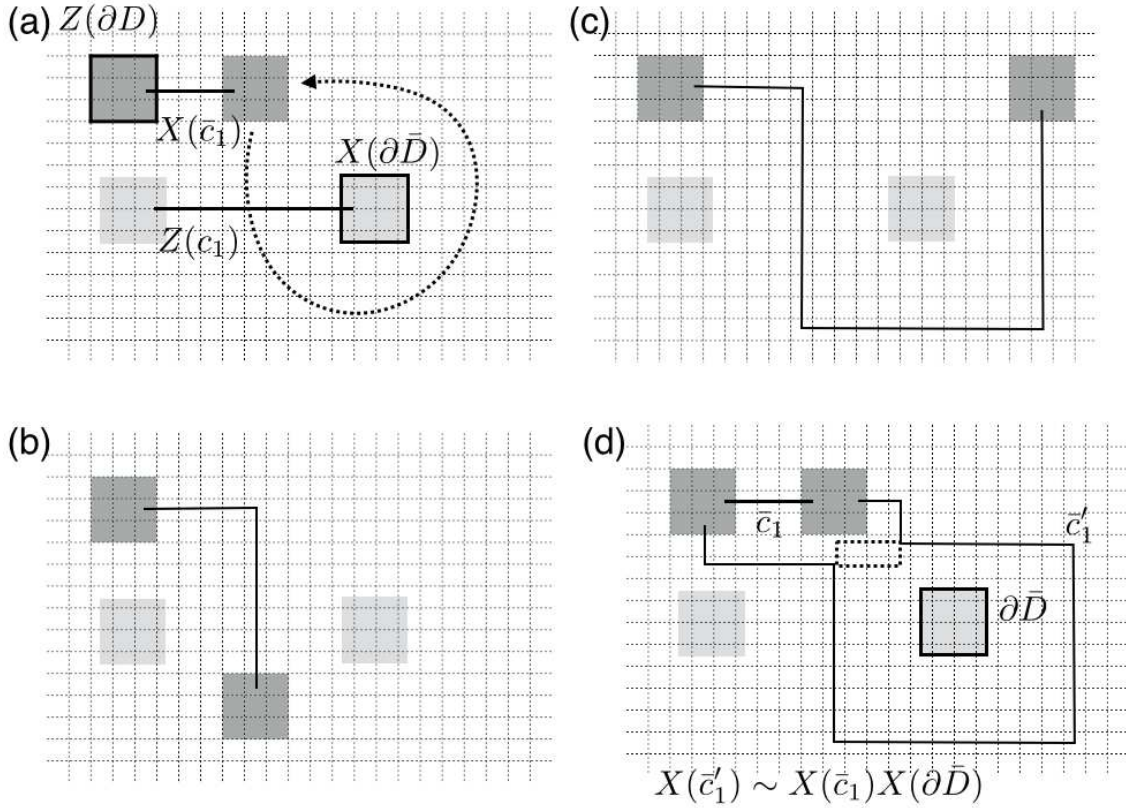 (a)
Z(∂D)
X(c̄₁)
X(∂D̄)
Z(c₁)
(c)
(b)
(d)
c̄₁
c̄′₁
∂D̄
X(c̄′₁) ∼ X(c̄₁)X(∂D̄)